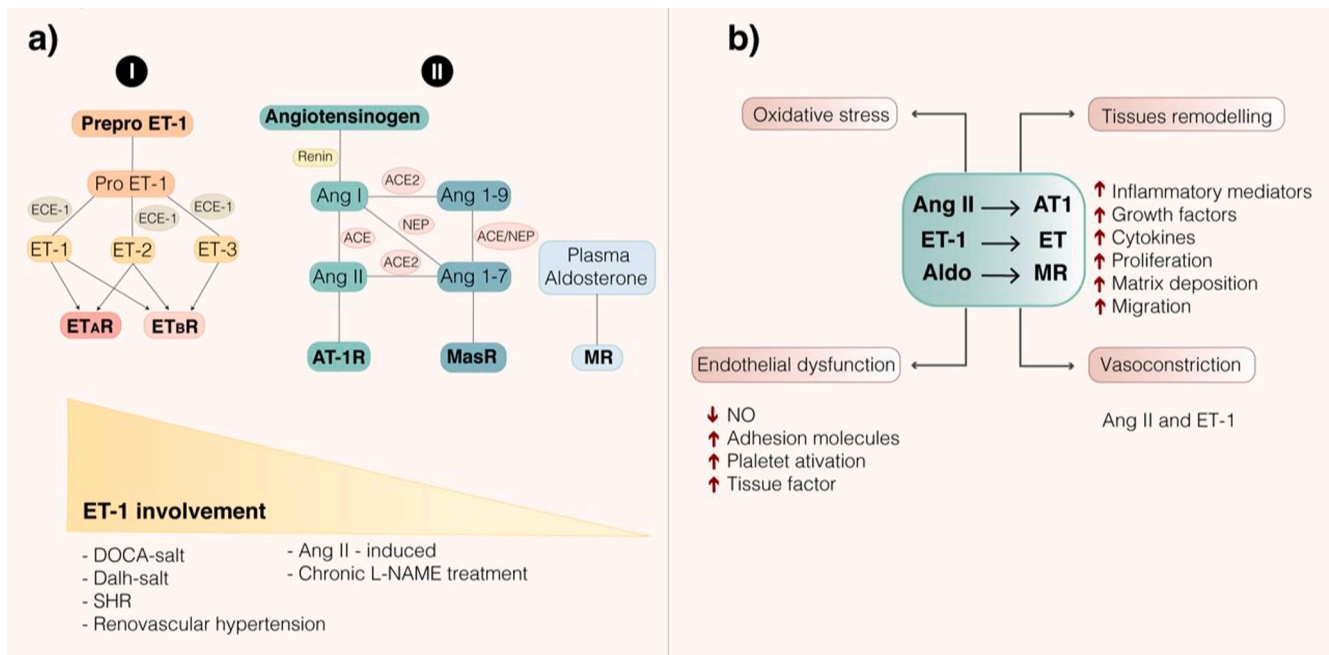 a)
I
Prepro ET-1
Pro ET-1
ECE-1
ECE-1
ECE-1
ET-1
ET-2
ET-3
ETAR
ETBR
II
Angiotensinogen
Renin
Ang I
ACE2
Ang 1-9
ACE
NEP
ACE/NEP
Ang II
ACE2
Ang 1-7
AT-1R
MasR
Plasma
Aldosterone
MR
ET-1 involvement
- DOCA-salt
- Dalh-salt
- SHR
- Renovascular hypertension
- Ang II - induced
- Chronic L-NAME treatment
b)
Oxidative stress
Tissues remodelling
Ang II → AT1
ET-1 → ET
Aldo → MR
↑ Inflammatory mediators
↑ Growth factors
↑ Cytokines
↑ Proliferation
↑ Matrix deposition
↑ Migration
Endothelial dysfunction
↓ NO
↑ Adhesion molecules
↑ Plaletet ativation
↑ Tissue factor
Vasoconstriction
Ang II and ET-1